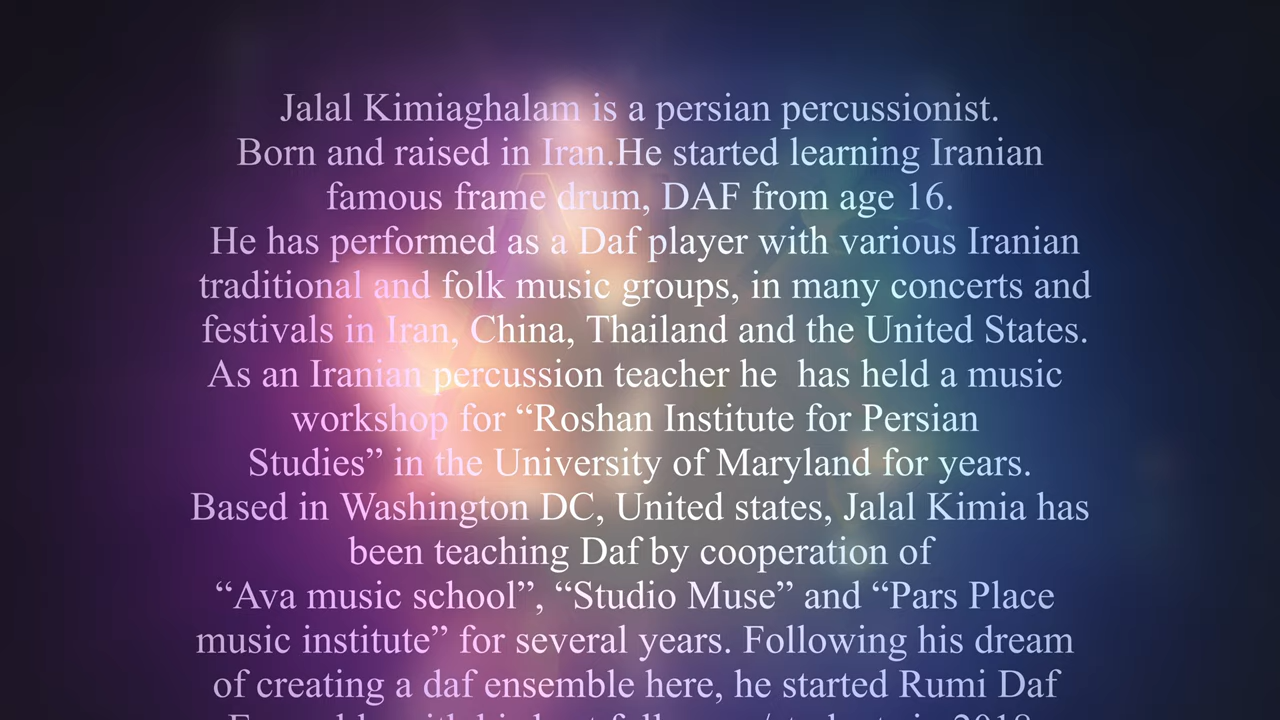 Jalal Kimiaghalam is a persian percussionist.
Born and raised in Iran.He started learning Iranian
famous frame drum, DAF from age 16.
He has performed as a Daf player with various Iranian
traditional and folk music groups, in many concerts and
festivals in Iran, China, Thailand and the United States.
As an Iranian percussion teacher he  has held a music
workshop for “Roshan Institute for Persian
Studies” in the University of Maryland for years.
Based in Washington DC, United states, Jalal Kimia has
been teaching Daf by cooperation of
“Ava music school”, “Studio Muse” and “Pars Place
music institute” for several years. Following his dream
of creating a daf ensemble here, he started Rumi Daf